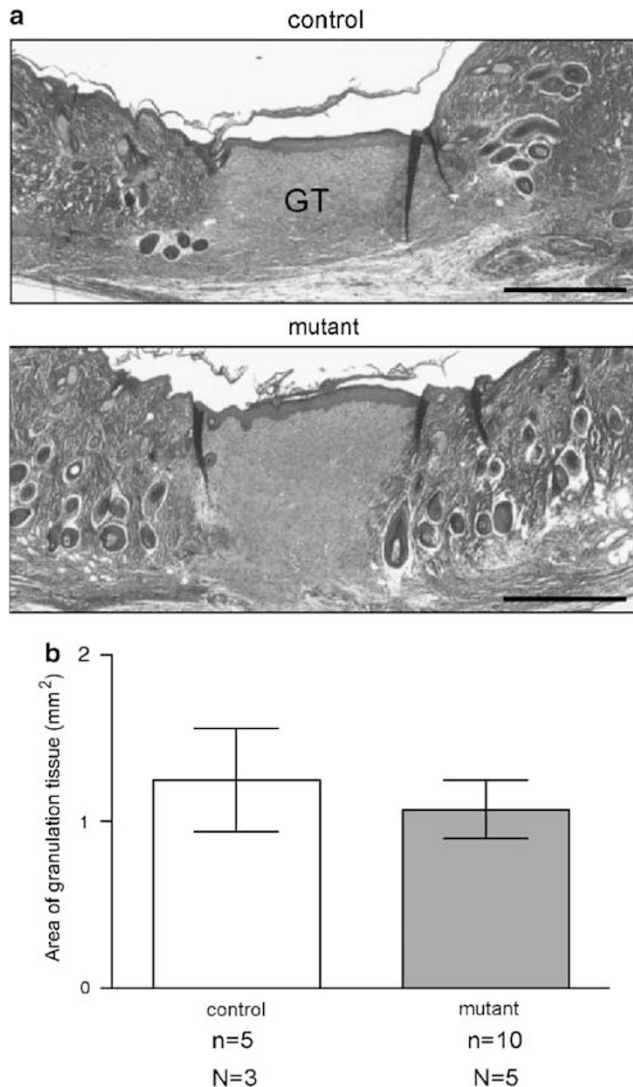 a
control
GT
mutant
b
Area of granulation tissue (mm²)
2
1
0
control mutant
n=5 n=10
N=3 N=5